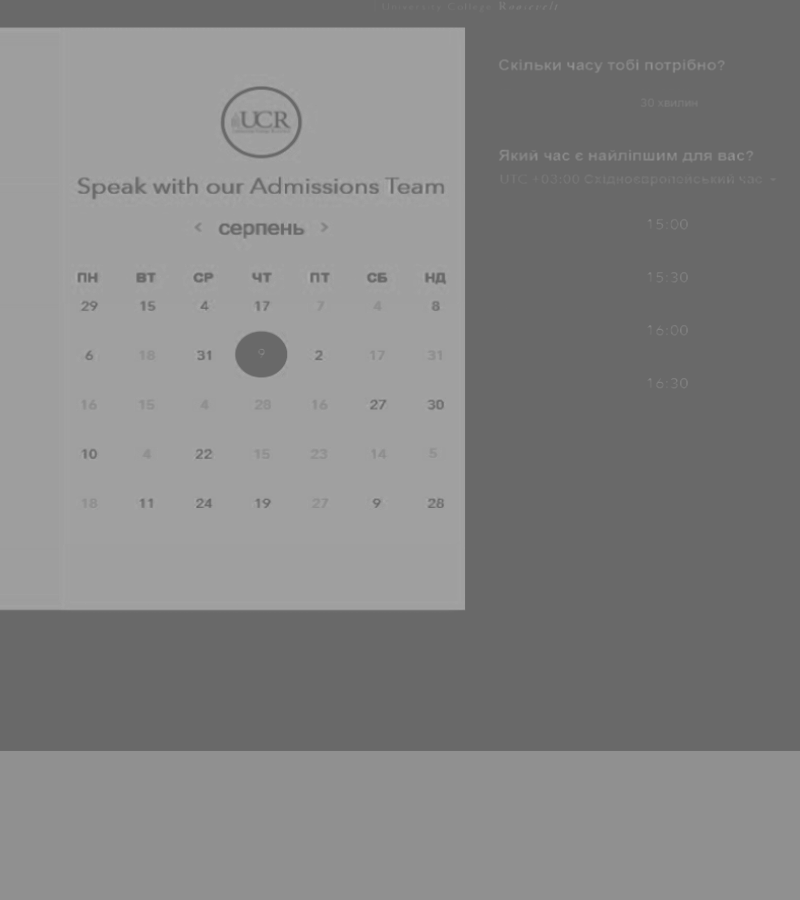 University College Roosevelt
UCR
Speak with our Admissions Team
< серпень >
ПН ВТ СР ЧТ ПТ СБ НД
29 15 4 17 7 4 8
6 18 31 9 2 17 31
16 15 4 28 16 27 30
10 4 22 15 23 14 5
18 11 24 19 27 9 28
Скільки часу тобі потрібно?
30 хвилин
Який час є найліпшим для вас?
UTC +03:00 Східноєвропейський час
15:00
15:30
16:00
16:30